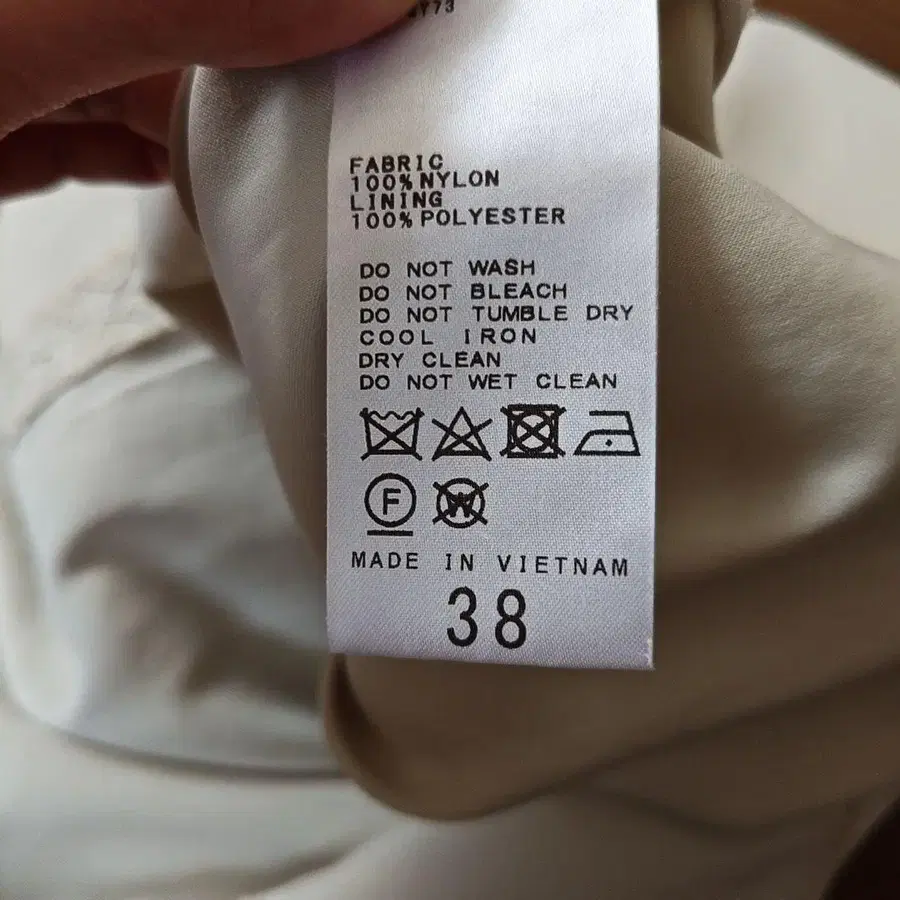 FABRIC
100% NYLON
LINING
100% POLYESTER
DO NOT WASH
DO NOT BLEACH
DO NOT TUMBLE DRY
COOL IRON
DRY CLEAN
DO NOT WET CLEAN
F W
MADE IN VIETNAM
38